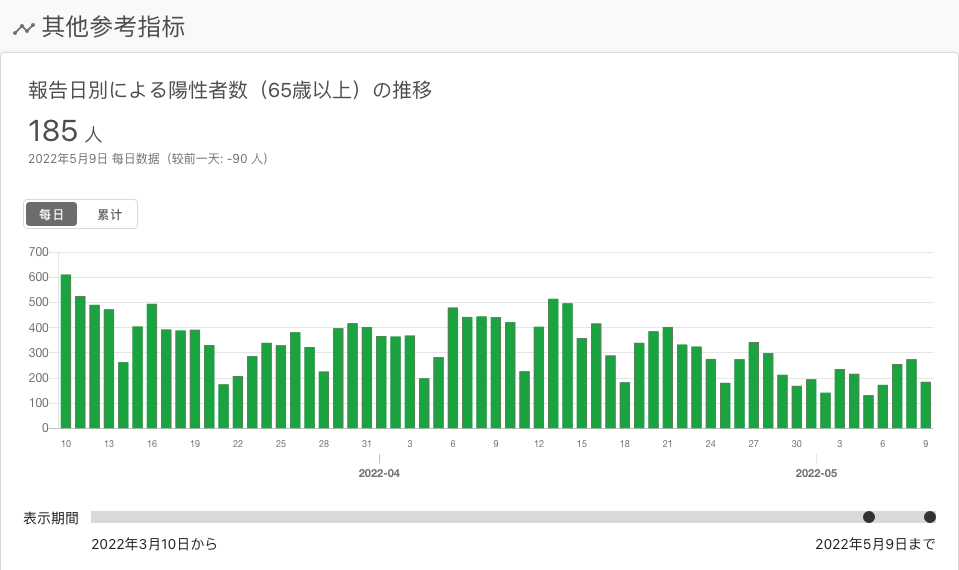 其他参考指标
報告日別による陽性者数（65歳以上）の推移
185 人
2022年5月9日 每日数据（较前一天: -90 人）
每日 累计
700
600
500
400
300
200
100
0
10 13 16 19 22 25 28 31 3 6 9 12 15 18 21 24 27 30 3 6 9
2022-04 2022-05
表示期間
2022年3月10日から 2022年5月9日まで